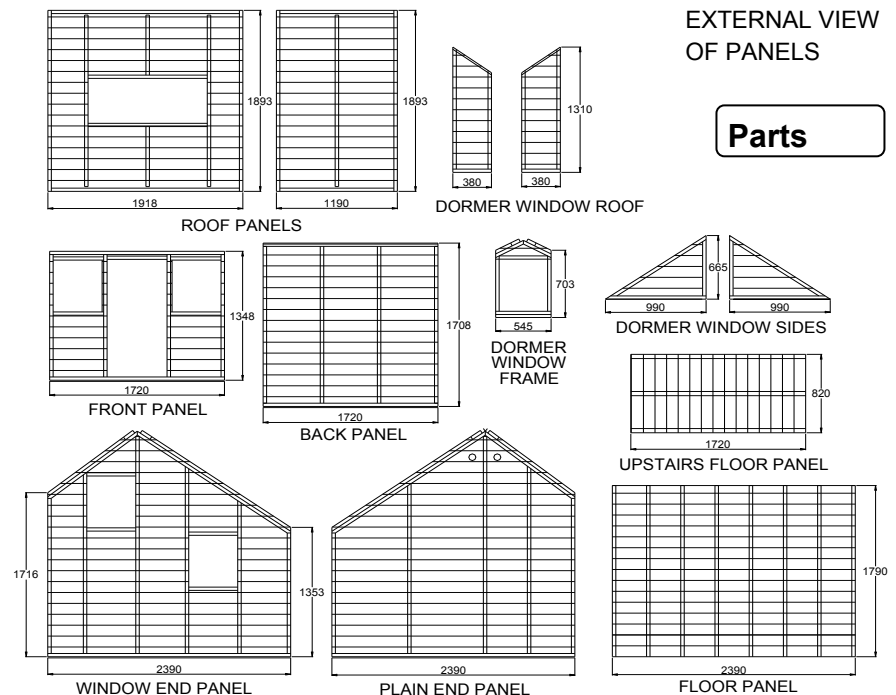 EXTERNAL VIEW
OF PANELS
Parts
1893
1893
1918
1190
ROOF PANELS
1310
380
380
DORMER WINDOW ROOF
1348
1720
FRONT PANEL
1708
1720
BACK PANEL
703
545
DORMER
WINDOW
FRAME
665
990
990
DORMER WINDOW SIDES
820
1720
UPSTAIRS FLOOR PANEL
1716
1353
2390
WINDOW END PANEL
2390
PLAIN END PANEL
1790
2390
FLOOR PANEL